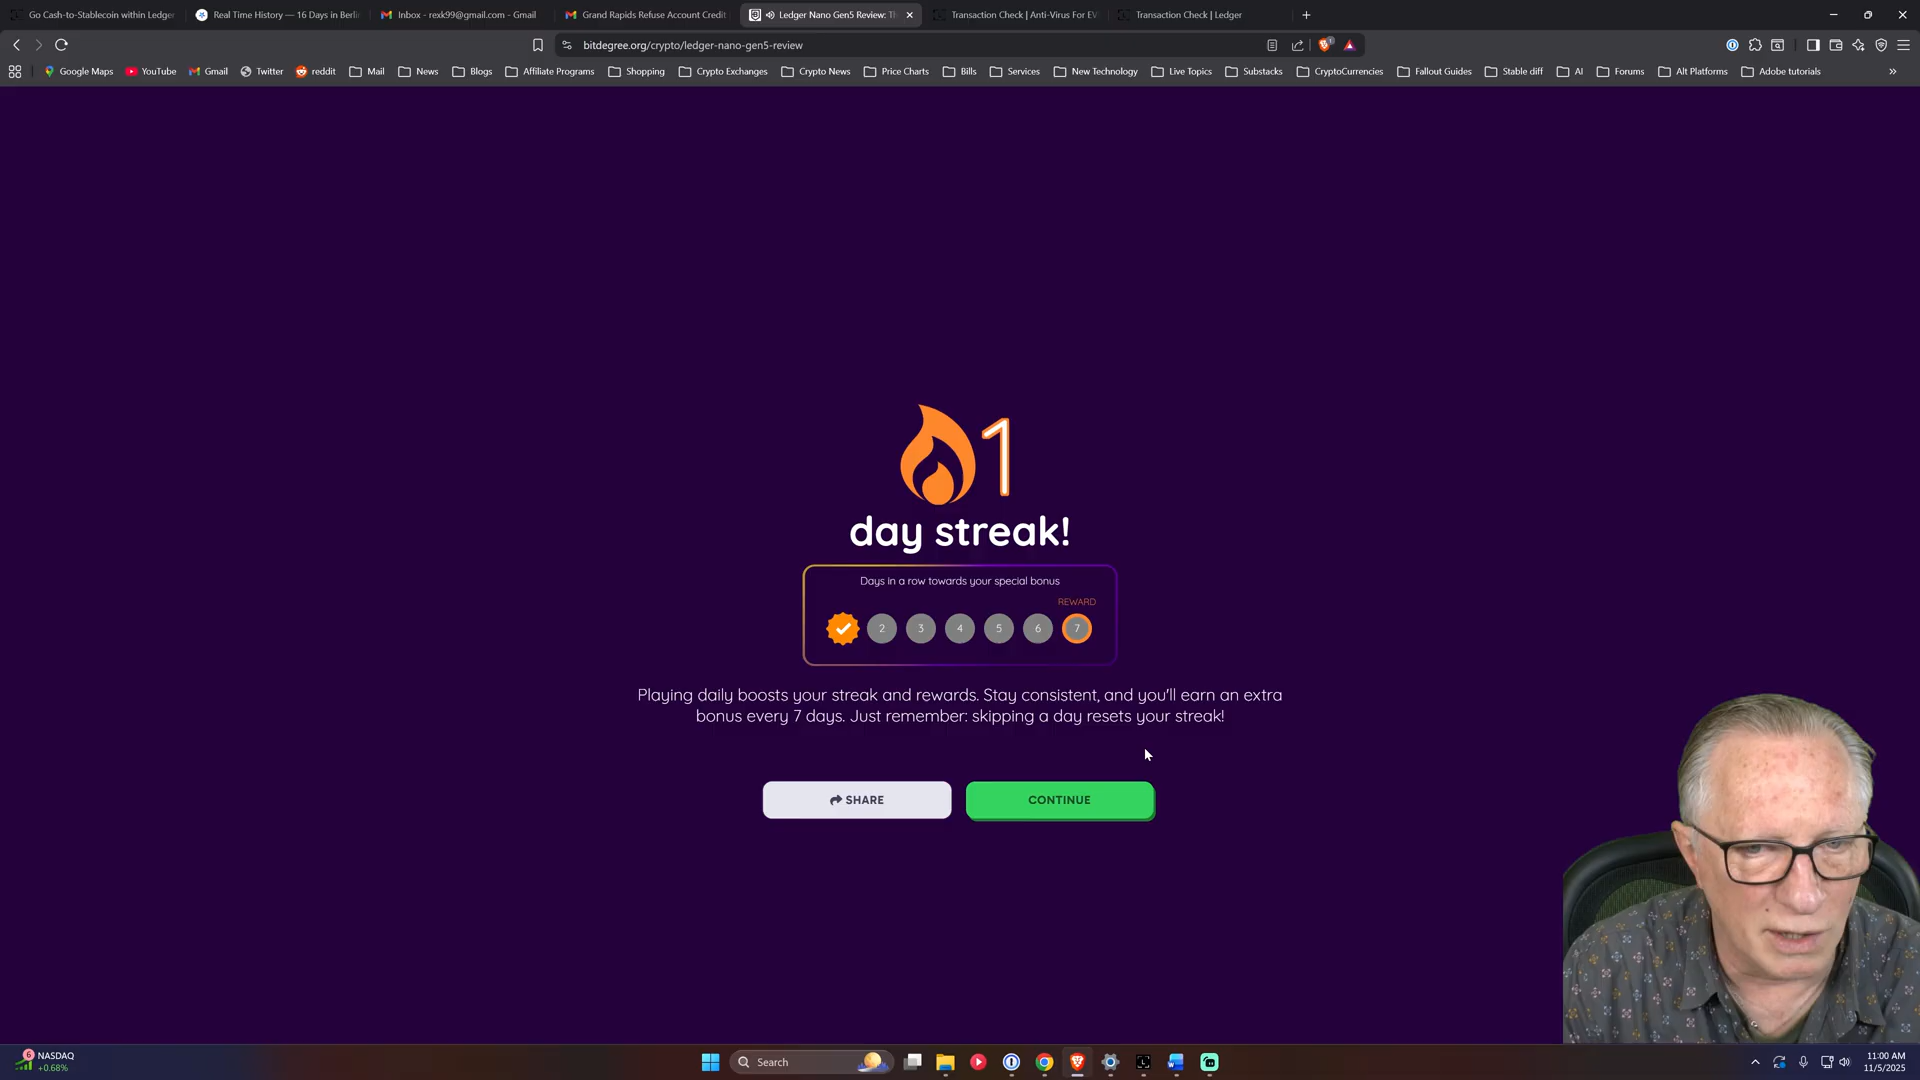 Go Cash-to-Stablecoin within Ledger
Real Time History — 16 Days in Berli
Inbox - rexk99@gmail.com - Gmail
Grand Rapids Refuse Account Credit
Ledger Nano Gen5 Review: Th
Transaction Check | Anti-Virus For EV
Transaction Check | Ledger
bitdegree.org/crypto/ledger-nano-gen5-review
Google Maps
YouTube
Gmail
Twitter
reddit
Mail
News
Blogs
Affiliate Programs
Shopping
Crypto Exchanges
Crypto News
Price Charts
Bills
Services
New Technology
Live Topics
Substacks
CryptoCurrencies
Fallout Guides
Stable diff
AI
Forums
Alt Platforms
Adobe tutorials
1
day streak!
Days in a row towards your special bonus
REWARD
2 3 4 5 6 7
Playing daily boosts your streak and rewards. Stay consistent, and you'll earn an extra
bonus every 7 days. Just remember: skipping a day resets your streak!
SHARE
CONTINUE
6
NASDAQ
+0.68%
Search
11:00 AM
11/5/2025